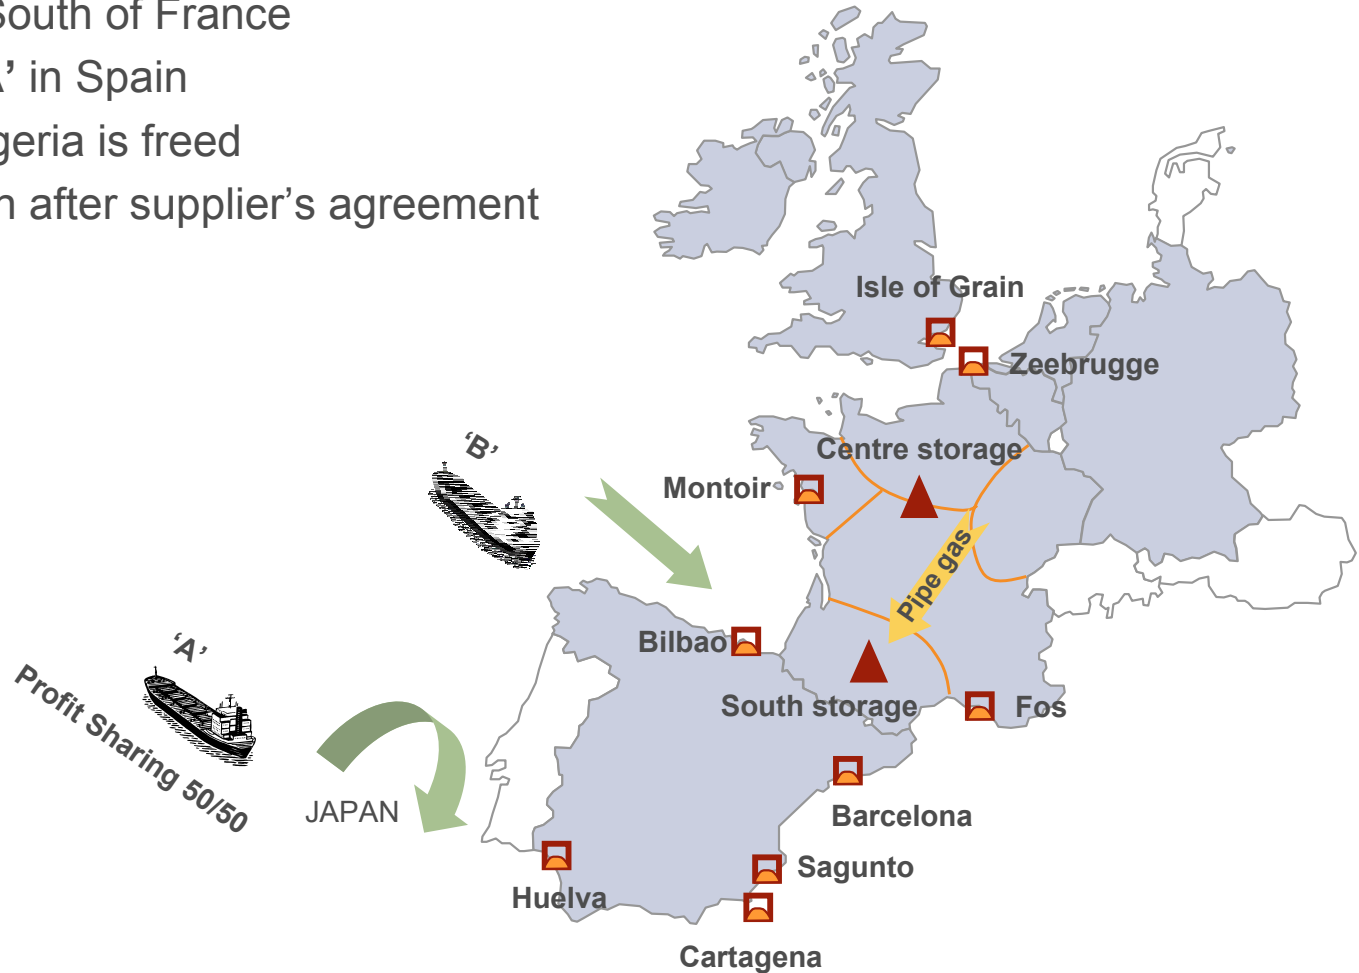 South of France
A’ in Spain
geria is freed
n after supplier’s agreement
Isle of Grain
Zeebrugge
‘B’
Centre storage
Montoir
Pipe gas
Bilbao
‘A’
Profit Sharing 50/50
South storage
Fos
JAPAN
Barcelona
Sagunto
Huelva
Cartagena